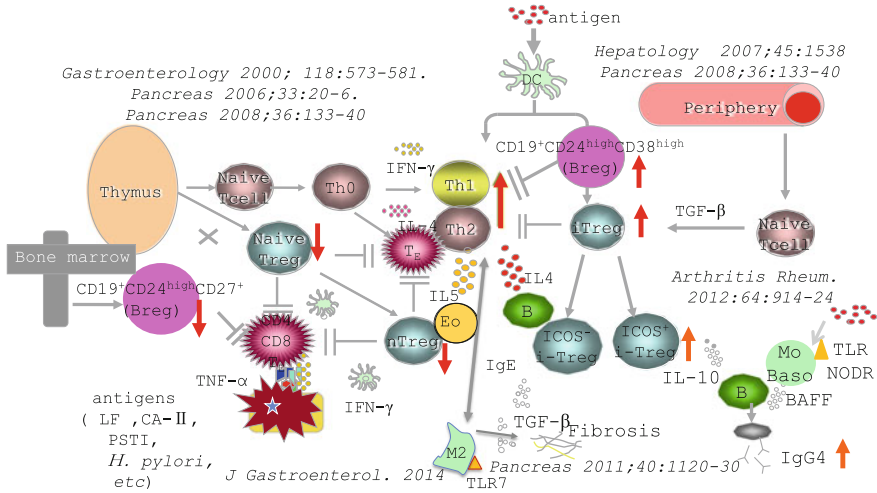 antigen
Hepatology 2007;45:1538
Pancreas 2008;36:133-40
Gastroenterology 2000; 118:573-581.
Pancreas 2006;33:20-6.
Pancreas 2008;36:133-40
DC
Periphery
CD19⁺CD24ʰⁱᵍʰCD38ʰⁱᵍʰ
(Breg)
Thymus
Naive
Tcell
Th0
IFN-γ
Th1
IL-4
Th2
T_E
Naive
Treg
iTreg
TGF-β
Naive
Tcell
Bone marrow
CD19⁺CD24ʰⁱᵍʰCD27⁺
(Breg)
IL4
IL5
Eo
nTreg
B
ICOS⁻
i-Treg
ICOS⁺
i-Treg
Arthritis Rheum.
2012:64:914-24
CD4
CD8
TNF-α
IFN-γ
IgE
IL-10
Mo
Baso
TLR
NODR
B
BAFF
antigens
( LF ,CA-Ⅱ,
PSTI,
H. pylori,
etc)
TGF-β
Fibrosis
M2
TLR7
J Gastroenterol. 2014
Pancreas 2011;40:1120-30
IgG4